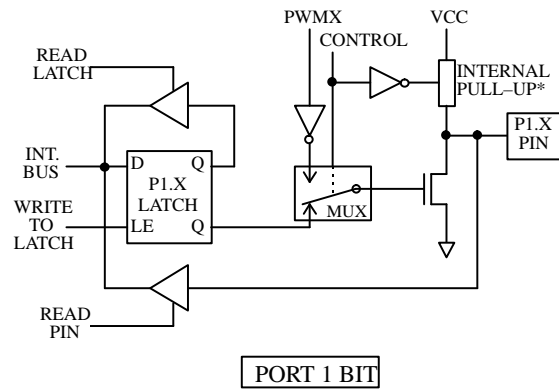 PWMX
VCC
CONTROL
READ
LATCH
INTERNAL
PULL–UP*
P1.X
PIN
INT.
BUS
D
Q
P1.X
LATCH
WRITE
TO
LATCH
LE
Q
MUX
READ
PIN
PORT 1 BIT